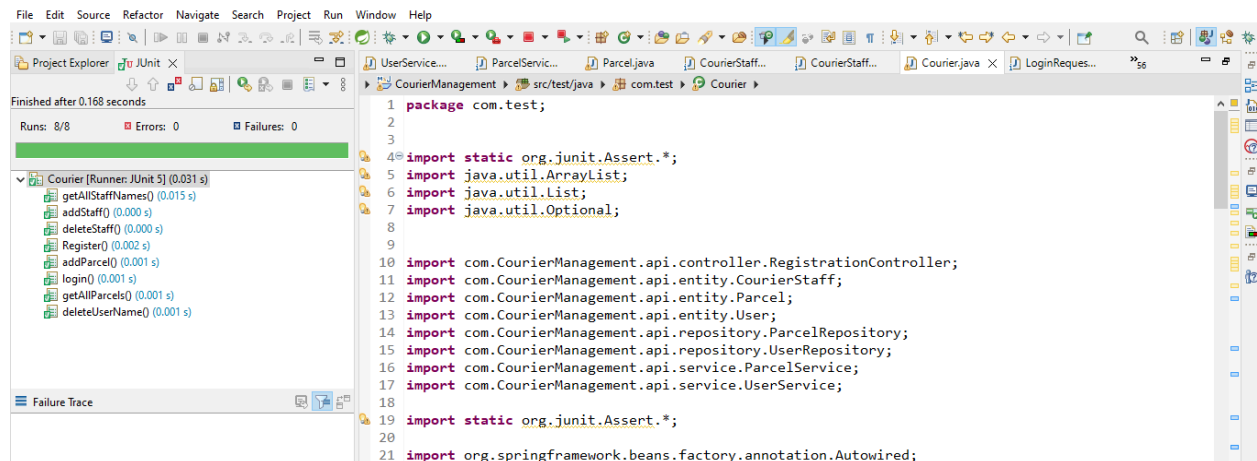 File Edit Source Refactor Navigate Search Project Run Window Help
Project Explorer JU JUnit
UserService.... ParcelServic... Parcel.java CourierStaff... CourierStaff... Courier.java LoginReques... »56
Finished after 0.168 seconds
CourierManagement src/test/java com.test Courier
Runs: 8/8 Errors: 0 Failures: 0
Courier [Runner: JUnit 5] (0.031 s)
getAllStaffNames() (0.015 s)
addStaff() (0.000 s)
deleteStaff() (0.000 s)
Register() (0.002 s)
addParcel() (0.001 s)
login() (0.001 s)
getAllParcels() (0.001 s)
deleteUserName() (0.001 s)
Failure Trace
1 package com.test;
2
3
4 import static org.junit.Assert.*;
5 import java.util.ArrayList;
6 import java.util.List;
7 import java.util.Optional;
8
9
10 import com.CourierManagement.api.controller.RegistrationController;
11 import com.CourierManagement.api.entity.CourierStaff;
12 import com.CourierManagement.api.entity.Parcel;
13 import com.CourierManagement.api.entity.User;
14 import com.CourierManagement.api.repository.ParcelRepository;
15 import com.CourierManagement.api.repository.UserRepository;
16 import com.CourierManagement.api.service.ParcelService;
17 import com.CourierManagement.api.service.UserService;
18
19 import static org.junit.Assert.*;
20
21 import org.springframework.beans.factory.annotation.Autowired;